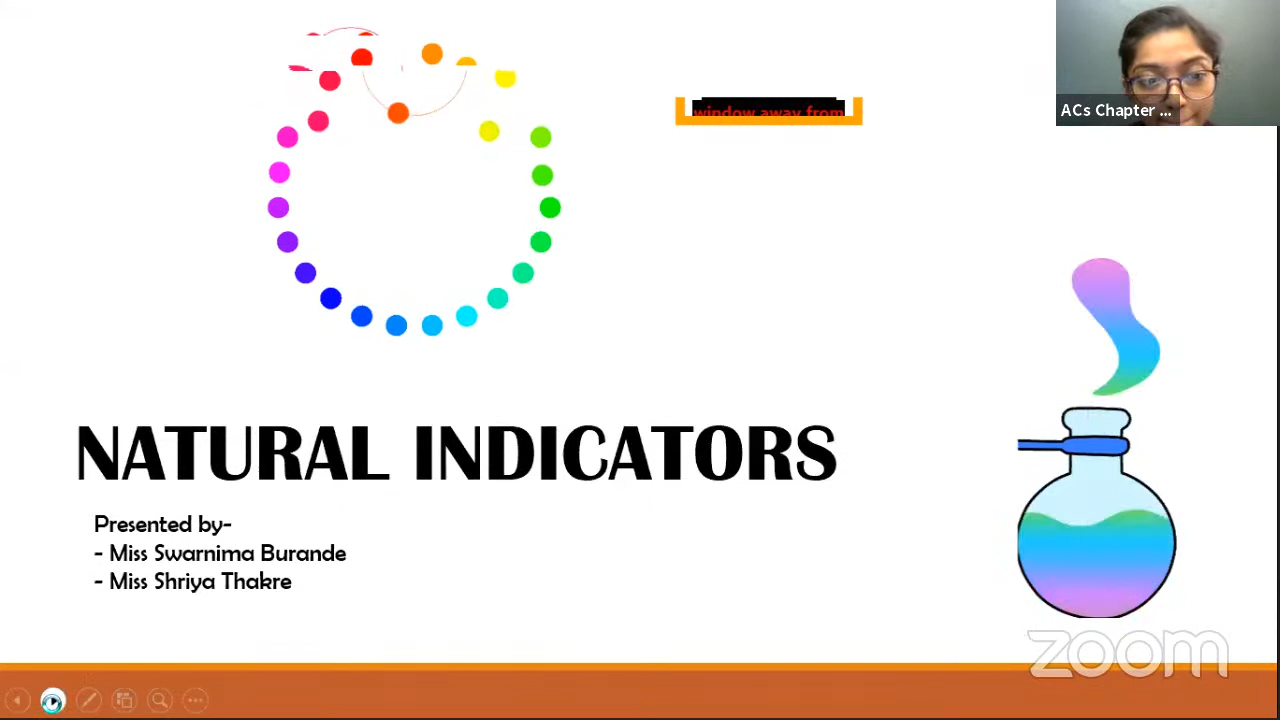 window away from
ACs Chapter ...
NATURAL INDICATORS
Presented by-
- Miss Swarnima Burande
- Miss Shriya Thakre
zoom